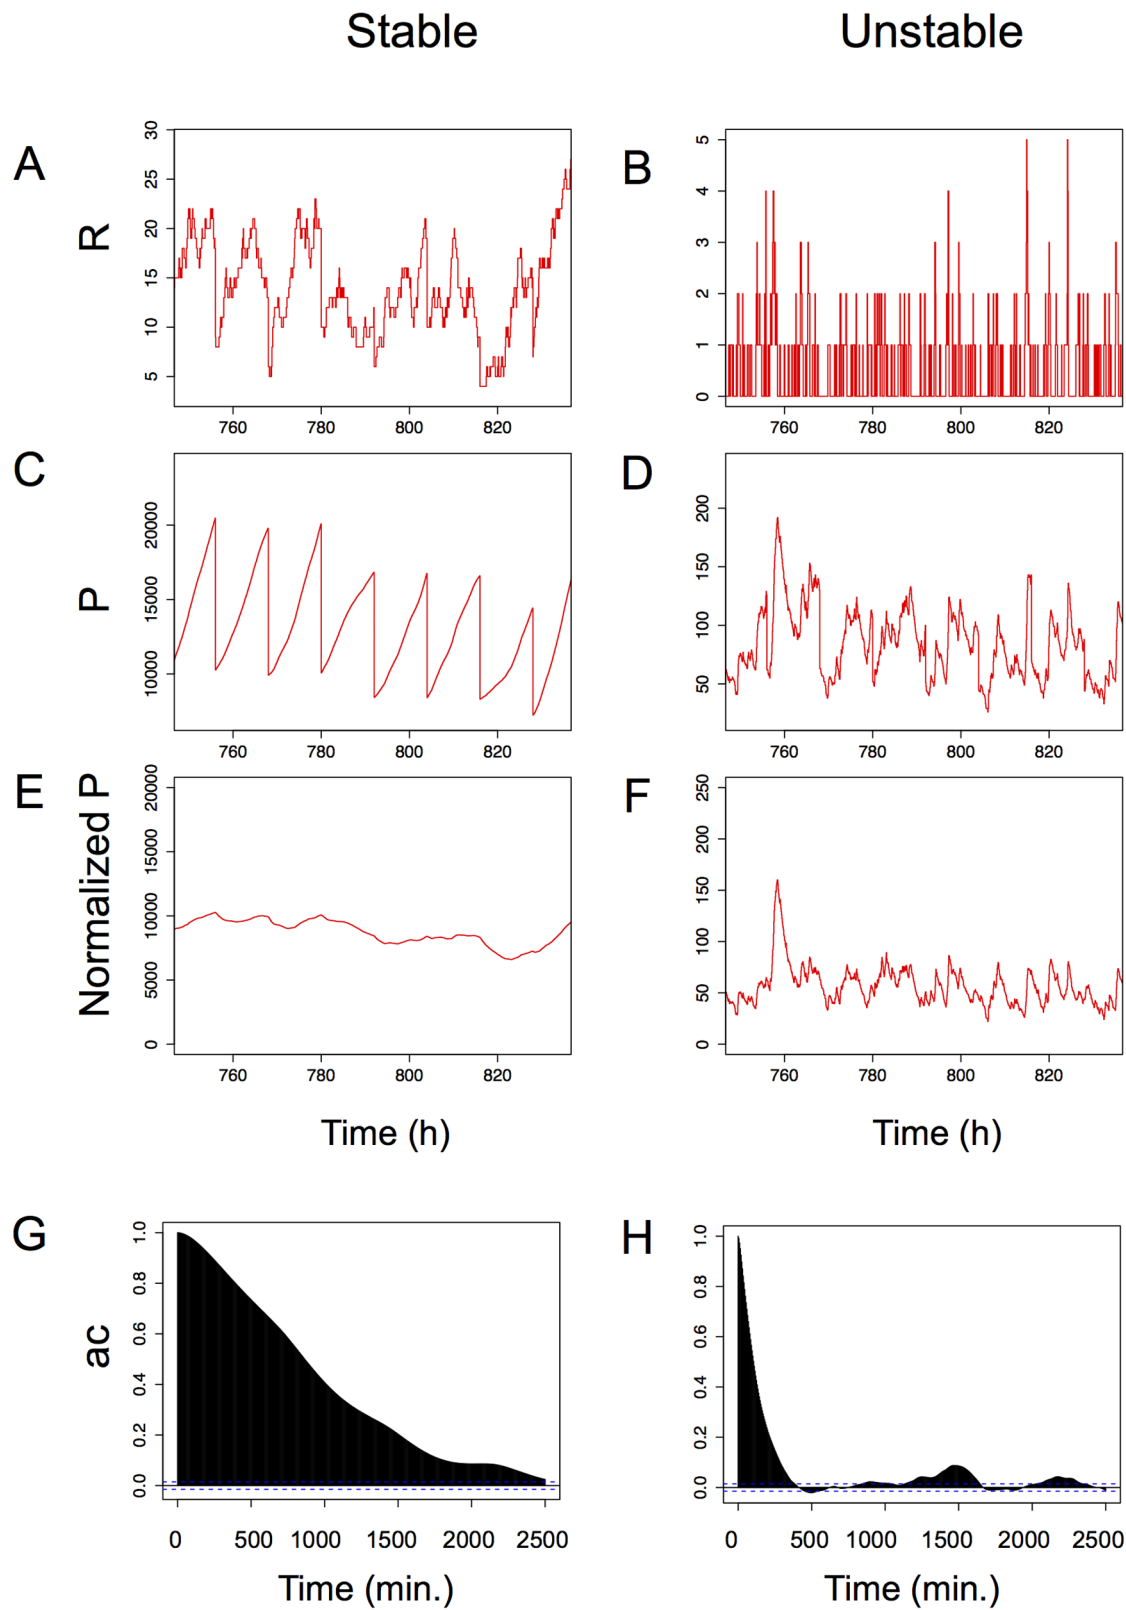 Stable Unstable
A R 5 10 15 20 25 30 760 780 800 820
B 0 1 2 3 4 5 760 780 800 820
C P 10000 15000 20000 760 780 800 820
D 50 100 150 200 760 780 800 820
E Normalized P 0 5000 10000 15000 20000 760 780 800 820
F 0 50 100 150 200 250 760 780 800 820
Time (h) Time (h)
G ac 0.0 0.2 0.4 0.6 0.8 1.0 0 500 1000 1500 2000 2500
H 0.0 0.2 0.4 0.6 0.8 1.0 0 500 1000 1500 2000 2500
Time (min.) Time (min.)